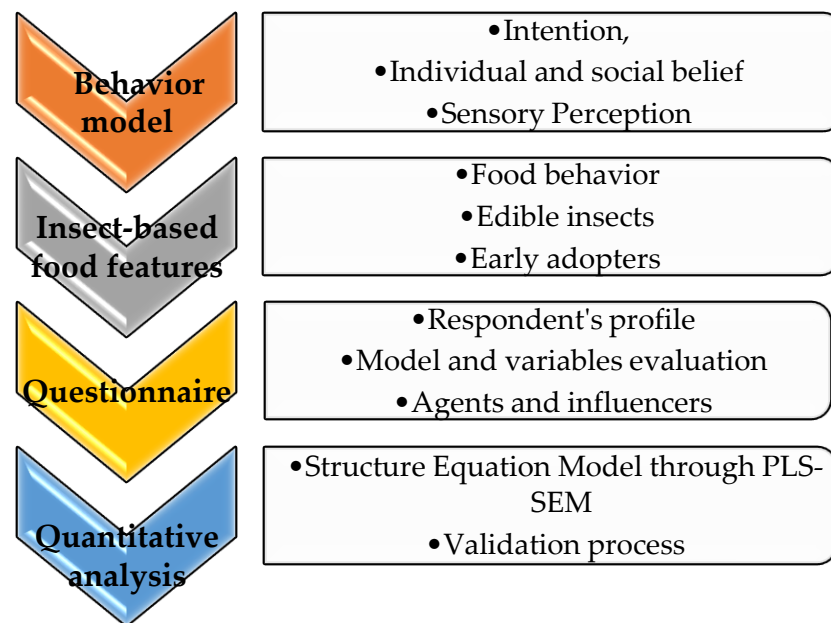 Behavior
model
•Intention,
•Individual and social belief
•Sensory Perception
Insect-based
food features
•Food behavior
•Edible insects
•Early adopters
Questionnaire
•Respondent's profile
•Model and variables evaluation
•Agents and influencers
Quantitative
analysis
•Structure Equation Model through PLS-
SEM
•Validation process